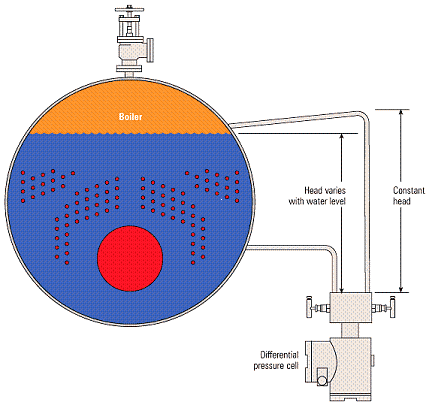 Boiler
Head varies
with water level
Constant
head
Differential
pressure cell